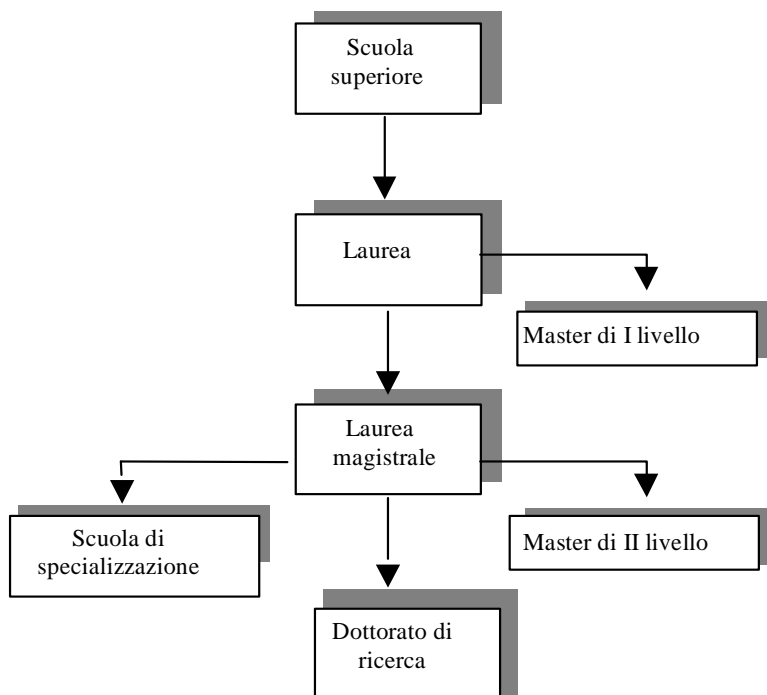 Scuola
superiore
Laurea
Master di I livello
Laurea
magistrale
Scuola di
specializzazione
Master di II livello
Dottorato di
ricerca